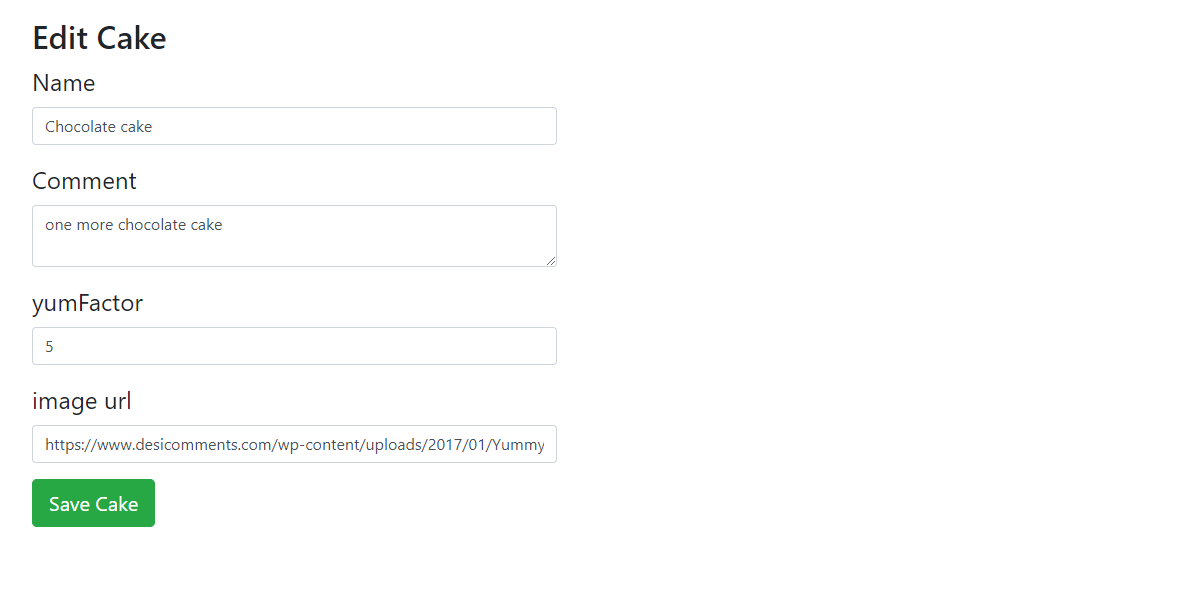 Edit Cake
Name
Chocolate cake
Comment
one more chocolate cake
yumFactor
5
image url
https://www.desicomments.com/wp-content/uploads/2017/01/Yummy
Save Cake